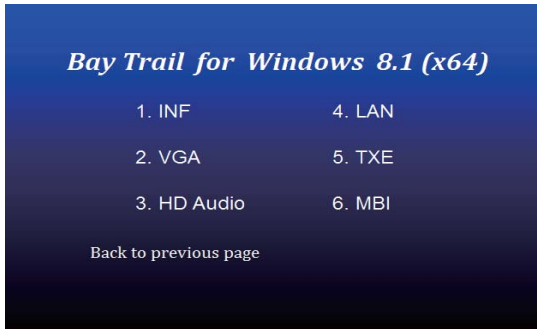 Bay Trail for Windows 8.1 (x64)
1. INF
4. LAN
2. VGA
5. TXE
3. HD Audio
6. MBI
Back to previous page